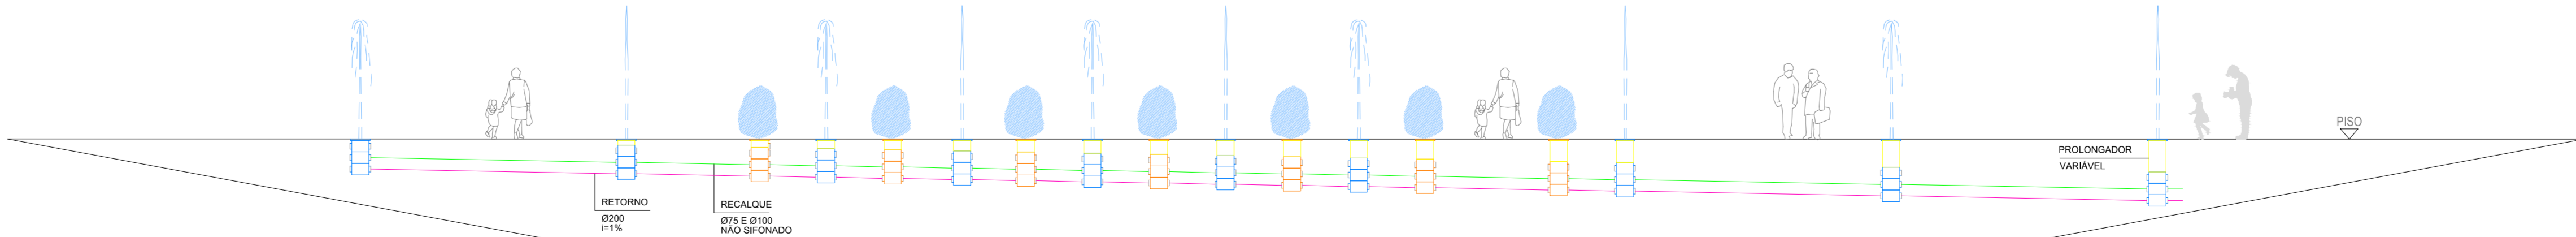 PISO
PROLONGADOR
VARIÁVEL
RETORNO
Ø200
i=1%
RECALQUE
Ø75 E Ø100
NÃO SIFONADO